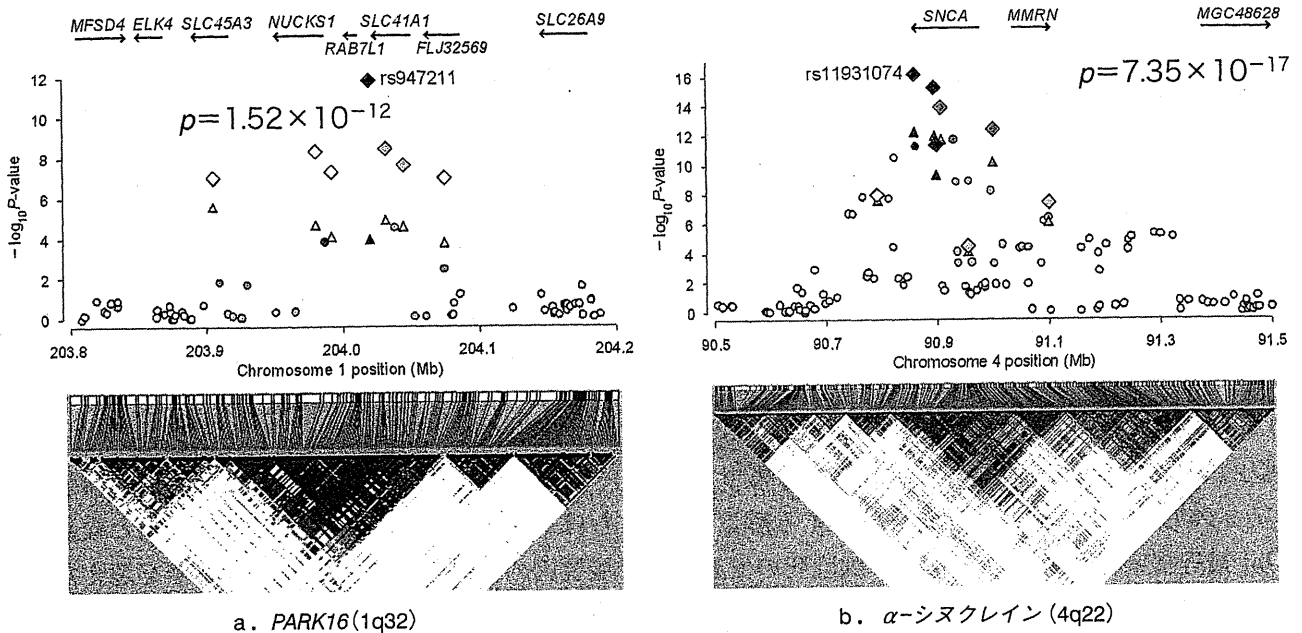 MFSD4 ELK4 SLC45A3 NUCKS1 SLC41A1 SLC26A9
RAB7L1 FLJ32569
rs947211
p=1.52×10⁻¹²
−log₁₀P-value
12
10
8
6
4
2
0
203.8 203.9 204.0 204.1 204.2
Chromosome 1 position (Mb)
a. PARK16(1q32)
SNCA MMRN MGC48628
rs11931074
p=7.35×10⁻¹⁷
−log₁₀P-value
16
14
12
10
8
6
4
2
0
90.5 90.7 90.9 91.1 91.3 91.5
Chromosome 4 position (Mb)
b. α-シヌクレイン (4q22)